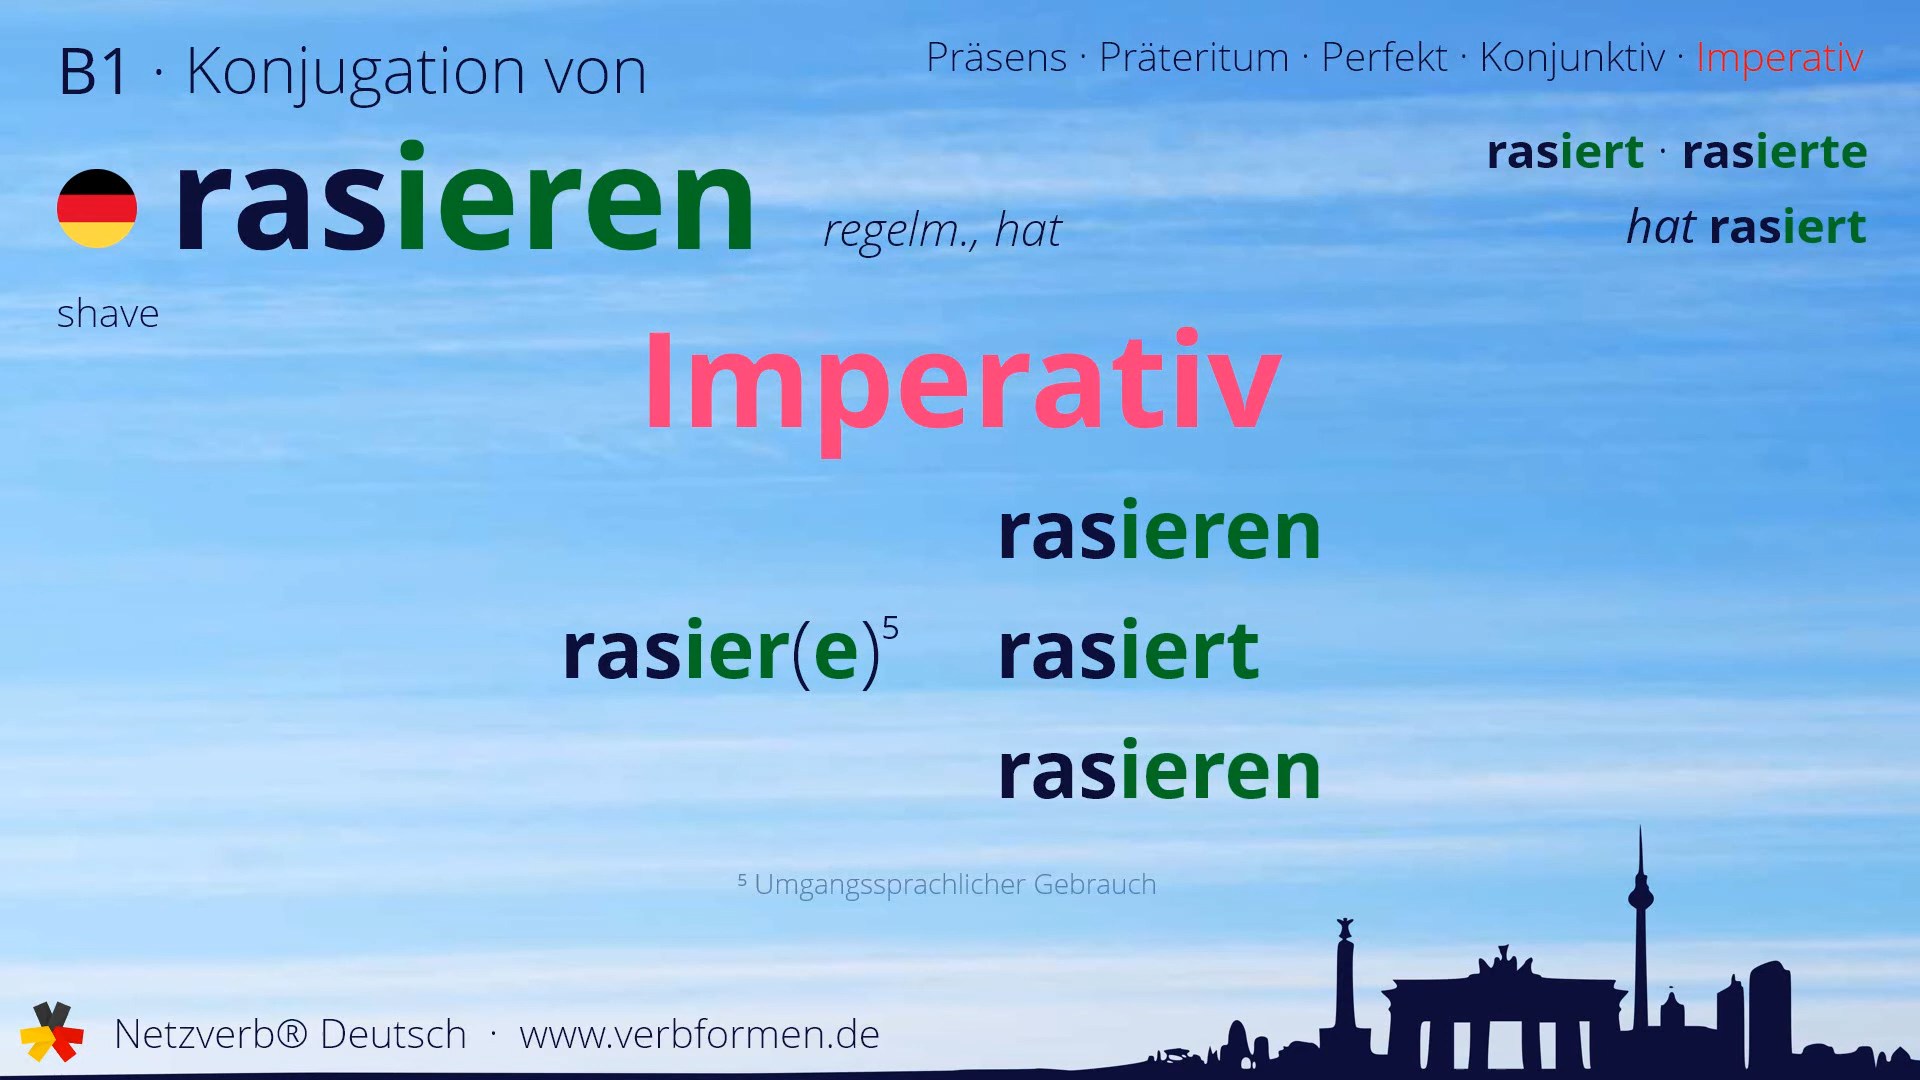 B1 · Konjugation von
Präsens · Präteritum · Perfekt · Konjunktiv · Imperativ
rasieren regelm., hat
rasiert · rasierte
hat rasiert
shave
Imperativ
rasieren
rasier(e)⁵ rasiert
rasieren
⁵ Umgangssprachlicher Gebrauch
Netzverb® Deutsch · www.verbformen.de